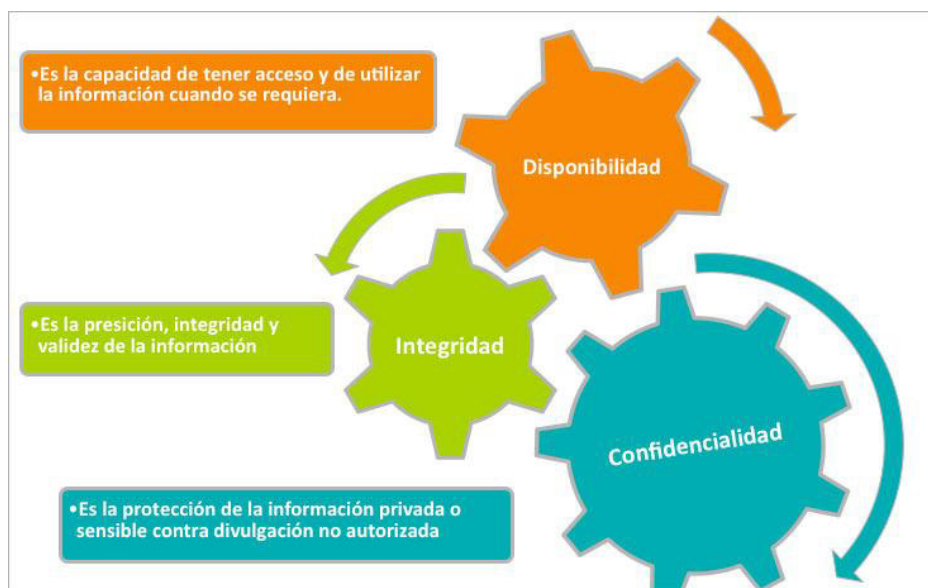 •Es la capacidad de tener acceso y de utilizar
la información cuando se requiera.
Disponibilidad
•Es la presición, integridad y
validez de la información
Integridad
Confidencialidad
•Es la protección de la información privada o
sensible contra divulgación no autorizada